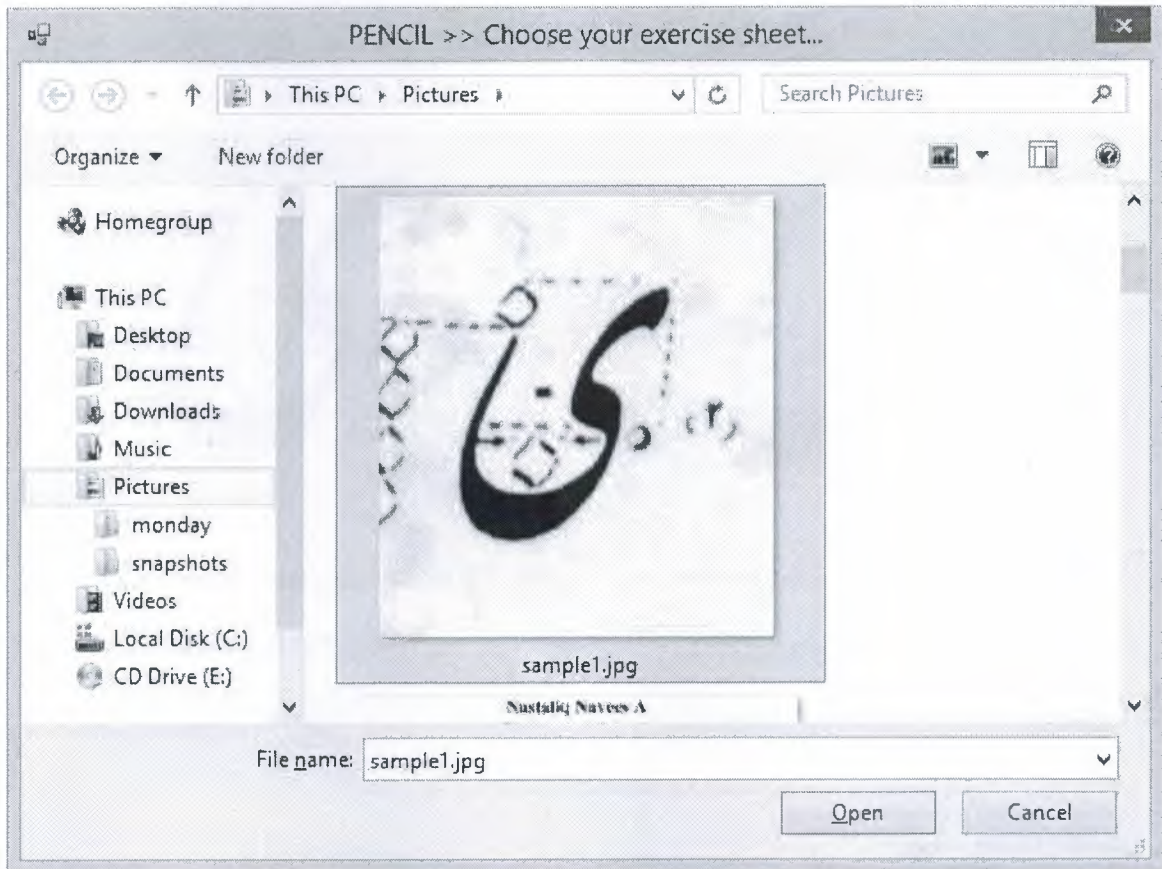 PENCIL >> Choose your exercise sheet...
This PC Pictures
Search Pictures
Organize New folder
Homegroup
This PC
Desktop
Documents
Downloads
Music
Pictures
monday
snapshots
Videos
Local Disk (C:)
CD Drive (E:)
ی
(۲)
sample1.jpg
Nastaliq Navees A
File name: sample1.jpg
Open Cancel